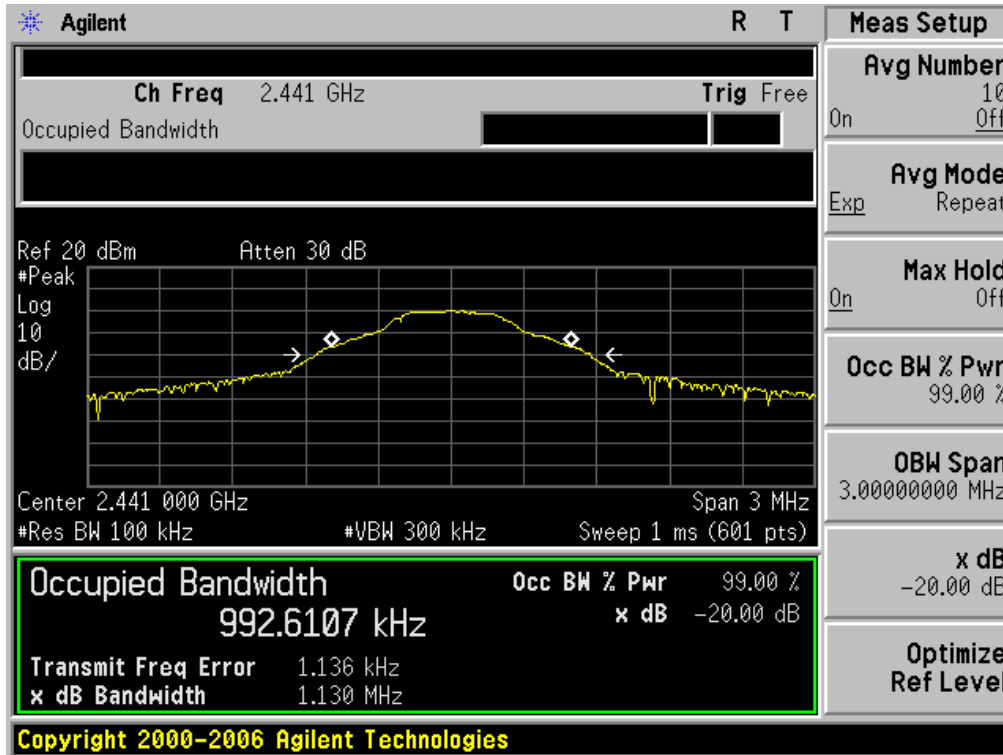 Agilent R T
Ch Freq 2.441 GHz Trig Free
Occupied Bandwidth
Ref 20 dBm Atten 30 dB
#Peak
Log
10
dB/
Center 2.441 000 GHz Span 3 MHz
#Res BW 100 kHz #VBW 300 kHz Sweep 1 ms (601 pts)
Occupied Bandwidth
992.6107 kHz
Occ BW % Pwr 99.00 %
x dB -20.00 dB
Transmit Freq Error 1.136 kHz
x dB Bandwidth 1.130 MHz
Meas Setup
Avg Number
10
On Off
Avg Mode
Exp Repeat
Max Hold
On Off
Occ BW % Pwr
99.00 %
OBW Span
3.00000000 MHz
x dB
-20.00 dB
Optimize
Ref Level
Copyright 2000-2006 Agilent Technologies